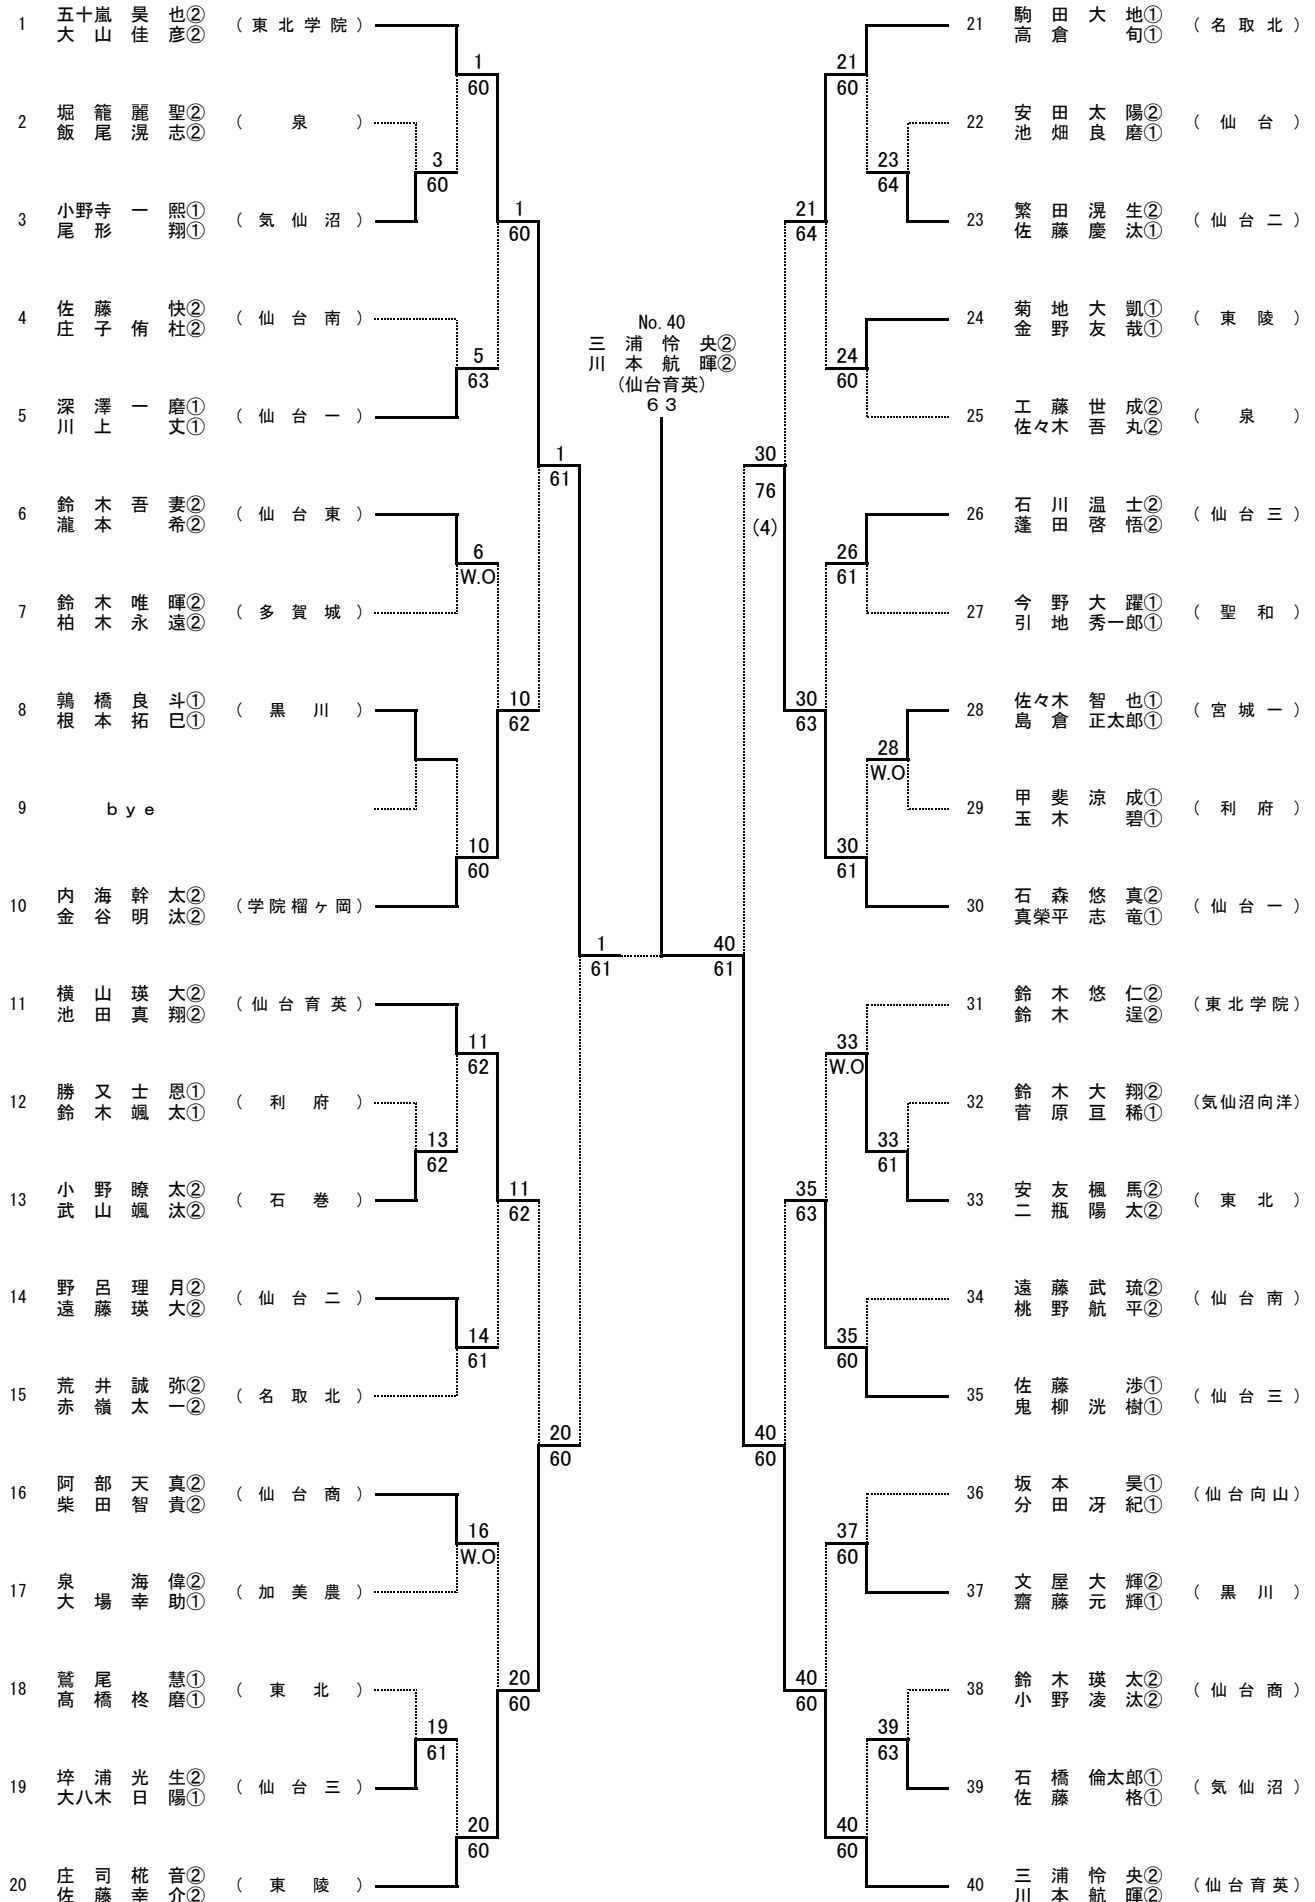 1 五十嵐 昊 也② (東北学院)
大 山 佳 彦②
2 堀 籠 麗 聖② (泉)
飯 尾 滉 志②
3 小野寺 一 熙① (気仙沼)
尾 形 翔①
4 佐 藤 快② (仙台南)
庄 子 侑 杜②
5 深 澤 一 磨① (仙台一)
川 上 丈①
6 鈴 木 吾 妻② (仙台東)
瀧 本 希②
7 鈴 木 唯 暉② (多賀城)
柏 木 永 遠②
8 鶉 橋 良 斗① (黒川)
根 本 拓 巳①
9 bye
10 内 海 幹 太② (学院榴ヶ岡)
金 谷 明 汰②
11 横 山 瑛 大② (仙台育英)
池 田 真 翔②
12 勝 又 士 恩① (利府)
鈴 木 颯 太①
13 小 野 瞭 太② (石巻)
武 山 颯 汰②
14 野 呂 理 月② (仙台二)
遠 藤 瑛 大②
15 荒 井 誠 弥② (名取北)
赤 嶺 太 一②
16 阿 部 天 真② (仙台商)
柴 田 智 貴②
17 泉 海 偉② (加美農)
大 場 幸 助①
18 鷲 尾 慧① (東北)
髙 橋 柊 磨①
19 埣 浦 光 生② (仙台三)
大八木 日 陽①
20 庄 司 椛 音② (東陵)
佐 藤 幸 介②
1
60
3
60
1
60
5
63
1
61
6
W.O
10
62
10
60
1
61
11
62
13
62
11
62
14
61
20
60
16
W.O
20
60
19
61
20
60
No.40
三 浦 怜 央②
川 本 航 暉②
(仙台育英)
63
21
60
23
64
21
64
24
60
30
76
(4)
26
61
30
63
28
W.O
30
61
40
61
33
W.O
33
61
35
63
35
60
40
60
37
60
40
60
39
63
40
60
21 駒 田 大 地① (名取北)
高 倉 旬①
22 安 田 太 陽② (仙台)
池 畑 良 磨①
23 繁 田 滉 生② (仙台二)
佐 藤 慶 汰①
24 菊 地 大 凱① (東陵)
金 野 友 哉①
25 工 藤 世 成② (泉)
佐々木 吾 丸②
26 石 川 温 士② (仙台三)
蓬 田 啓 悟②
27 今 野 大 躍① (聖和)
引 地 秀一郎①
28 佐々木 智 也① (宮城一)
島 倉 正太郎①
29 甲 斐 涼 成① (利府)
玉 木 碧①
30 石 森 悠 真② (仙台一)
真榮平 志 竜①
31 鈴 木 悠 仁② (東北学院)
鈴 木 逞②
32 鈴 木 大 翔② (気仙沼向洋)
菅 原 亘 稀①
33 安 友 楓 馬② (東北)
二 瓶 陽 太②
34 遠 藤 武 琉② (仙台南)
桃 野 航 平②
35 佐 藤 渉① (仙台三)
鬼 柳 洸 樹①
36 坂 本 昊① (仙台向山)
分 田 冴 紀①
37 文 屋 大 輝② (黒川)
齋 藤 元 輝①
38 鈴 木 瑛 太② (仙台商)
小 野 凌 汰②
39 石 橋 倫太郎① (気仙沼)
佐 藤 格①
40 三 浦 怜 央② (仙台育英)
川 本 航 暉②